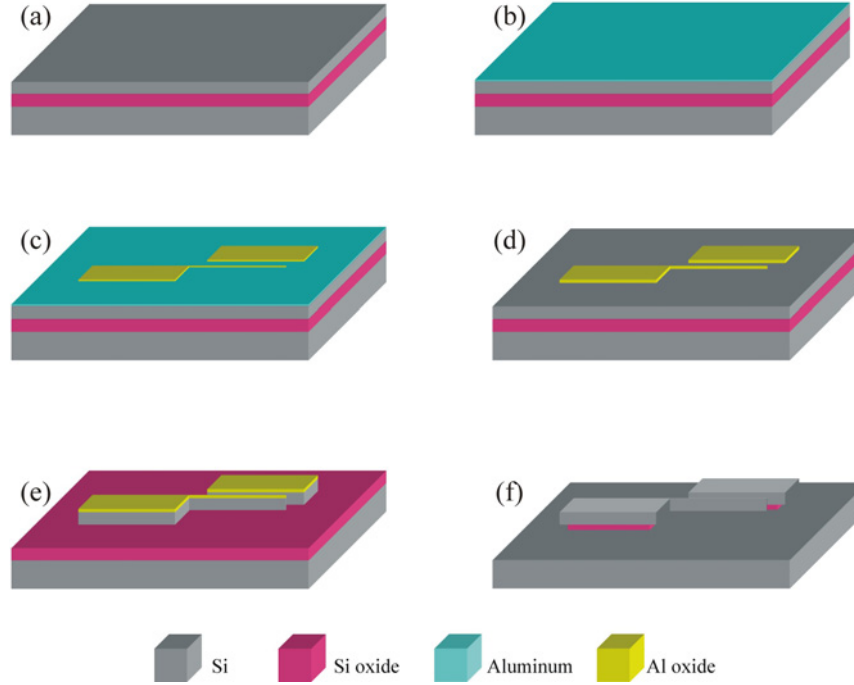 (a)
(b)
(c)
(d)
(e)
(f)
Si
Si oxide
Aluminum
Al oxide